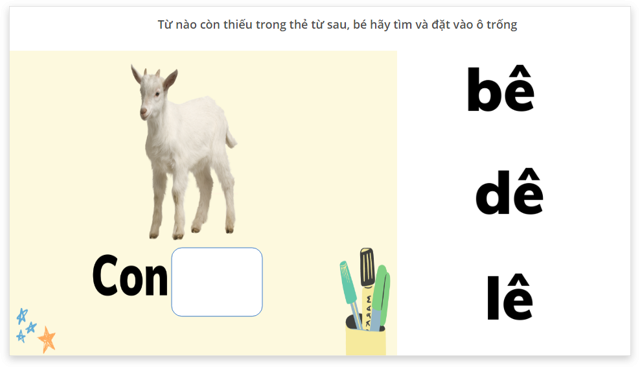 Từ nào còn thiếu trong thẻ từ sau, bé hãy tìm và đặt vào ô trống
bê
dê
Con
lê